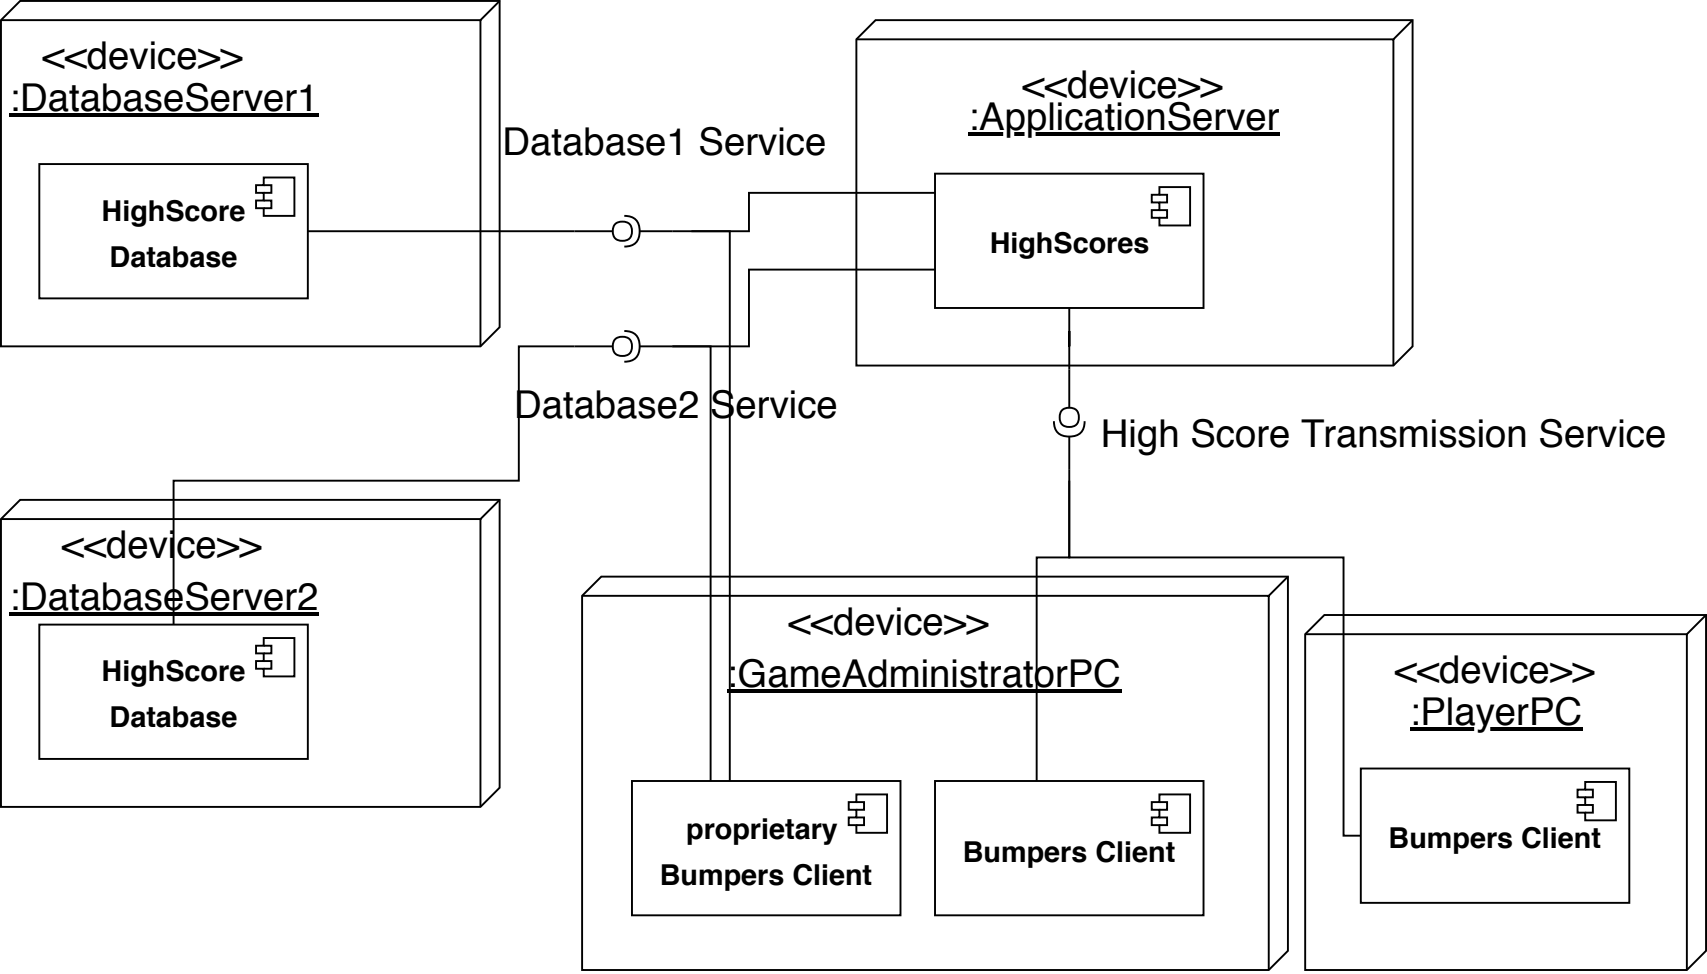 <<device>>
:DatabaseServer1
HighScore
Database
Database1 Service
<<device>>
:ApplicationServer
HighScores
Database2 Service
High Score Transmission Service
<<device>>
:DatabaseServer2
HighScore
Database
<<device>>
:GameAdministratorPC
proprietary
Bumpers Client
Bumpers Client
<<device>>
:PlayerPC
Bumpers Client